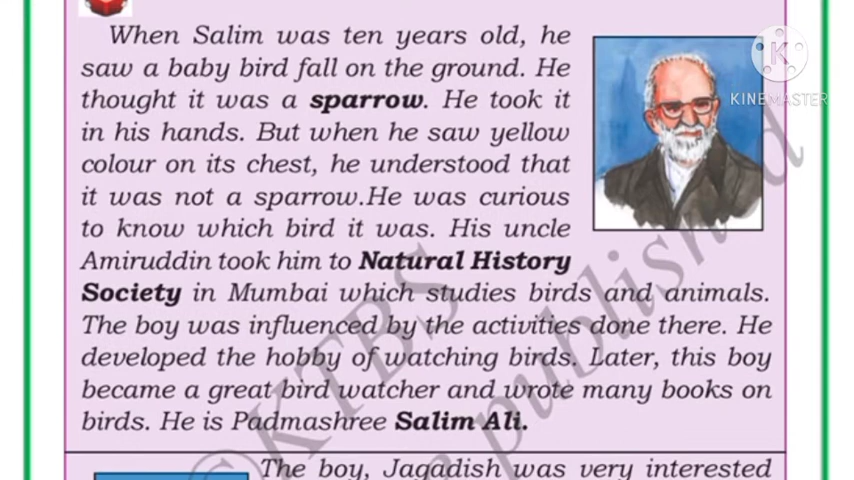 When Salim was ten years old, he
saw a baby bird fall on the ground. He
thought it was a sparrow. He took it
in his hands. But when he saw yellow
colour on its chest, he understood that
it was not a sparrow.He was curious
to know which bird it was. His uncle
Amiruddin took him to Natural History
Society in Mumbai which studies birds and animals.
The boy was influenced by the activities done there. He
developed the hobby of watching birds. Later, this boy
became a great bird watcher and wrote many books on
birds. He is Padmashree Salim Ali.
The boy, Jagadish was very interested
KINEMASTER
©KTBS
be published